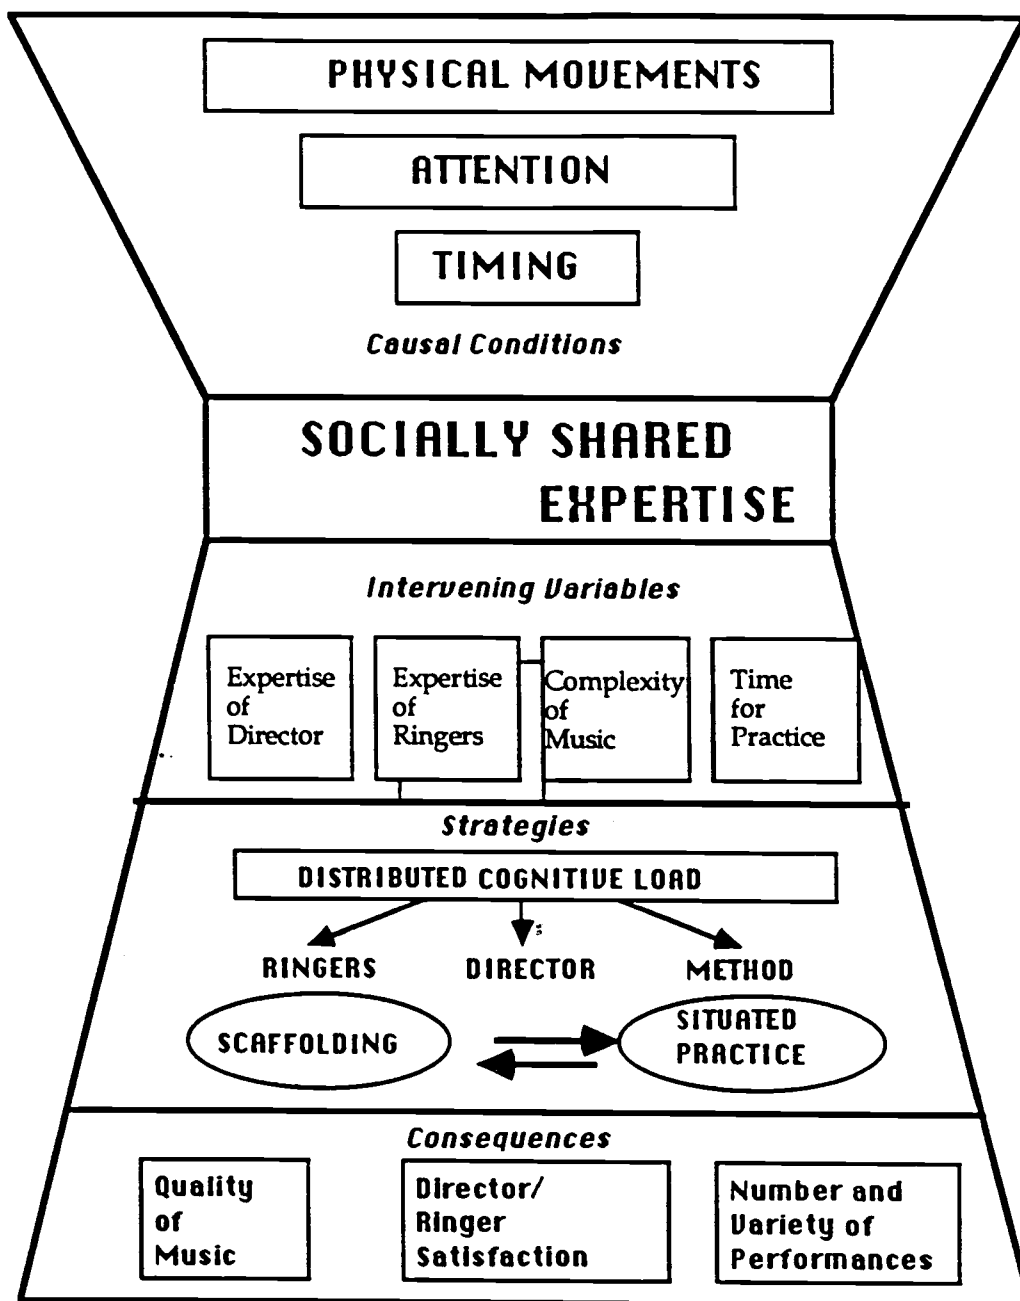 PHYSICAL MOVEMENTS
ATTENTION
TIMING
Causal Conditions
SOCIALLY SHARED
EXPERTISE
Intervening Variables
Expertise
of
Director
Expertise
of
Ringers
Complexity
of
Music
Time
for
Practice
Strategies
DISTRIBUTED COGNITIVE LOAD
RINGERS DIRECTOR METHOD
SCAFFOLDING
SITUATED
PRACTICE
Consequences
Quality
of
Music
Director/
Ringer
Satisfaction
Number and
Variety of
Performances